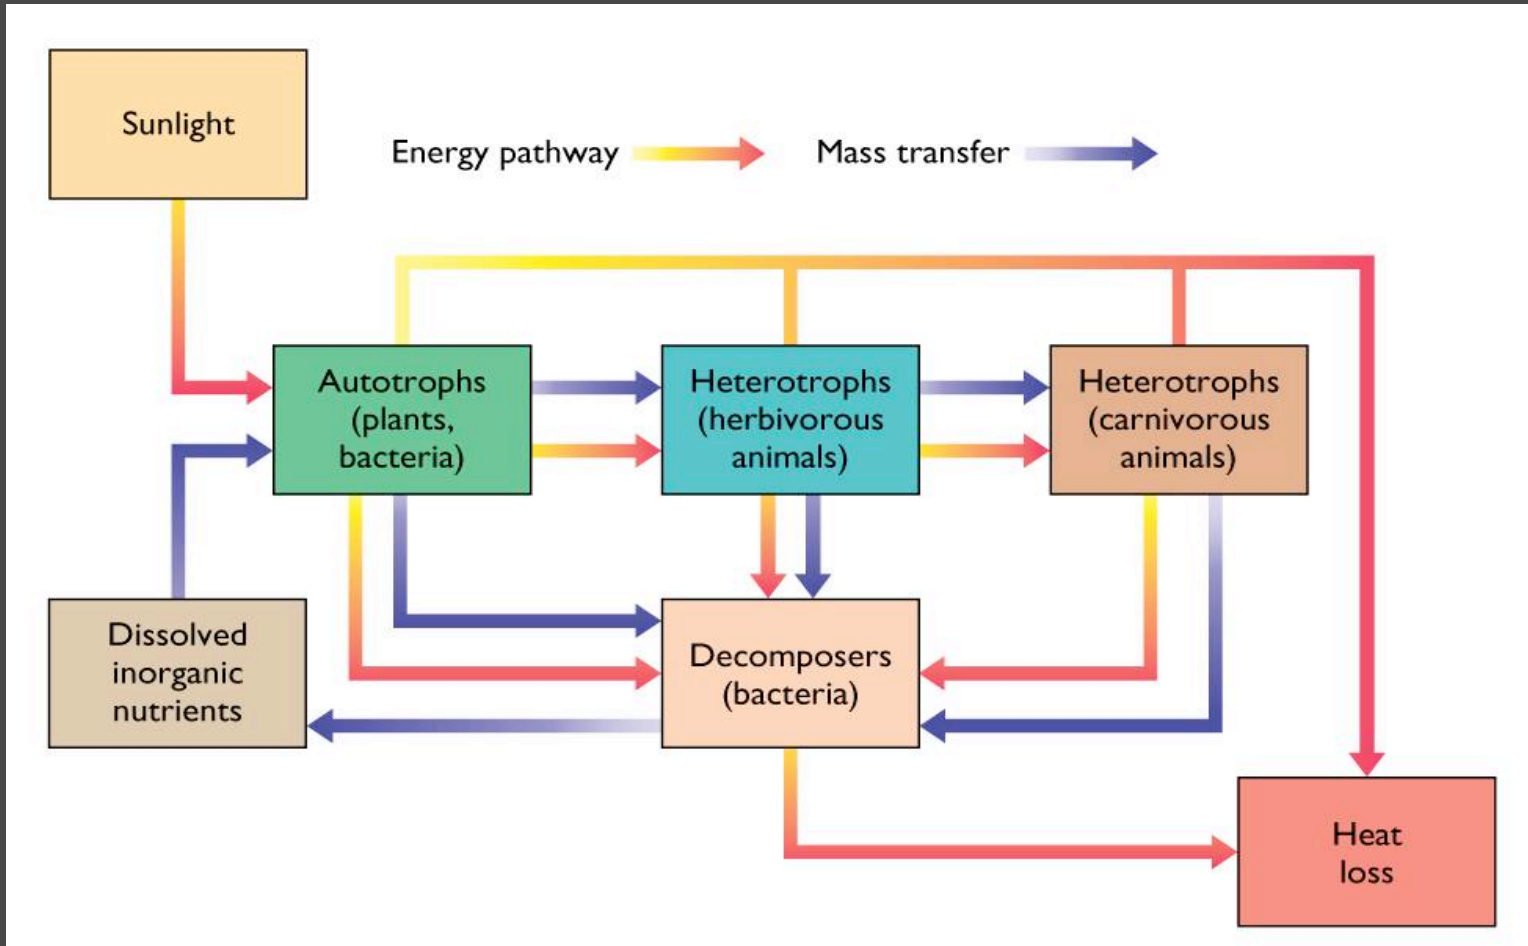 Sunlight
Energy pathway
Mass transfer
Autotrophs
(plants,
bacteria)
Heterotrophs
(herbivorous
animals)
Heterotrophs
(carnivorous
animals)
Dissolved
inorganic
nutrients
Decomposers
(bacteria)
Heat
loss